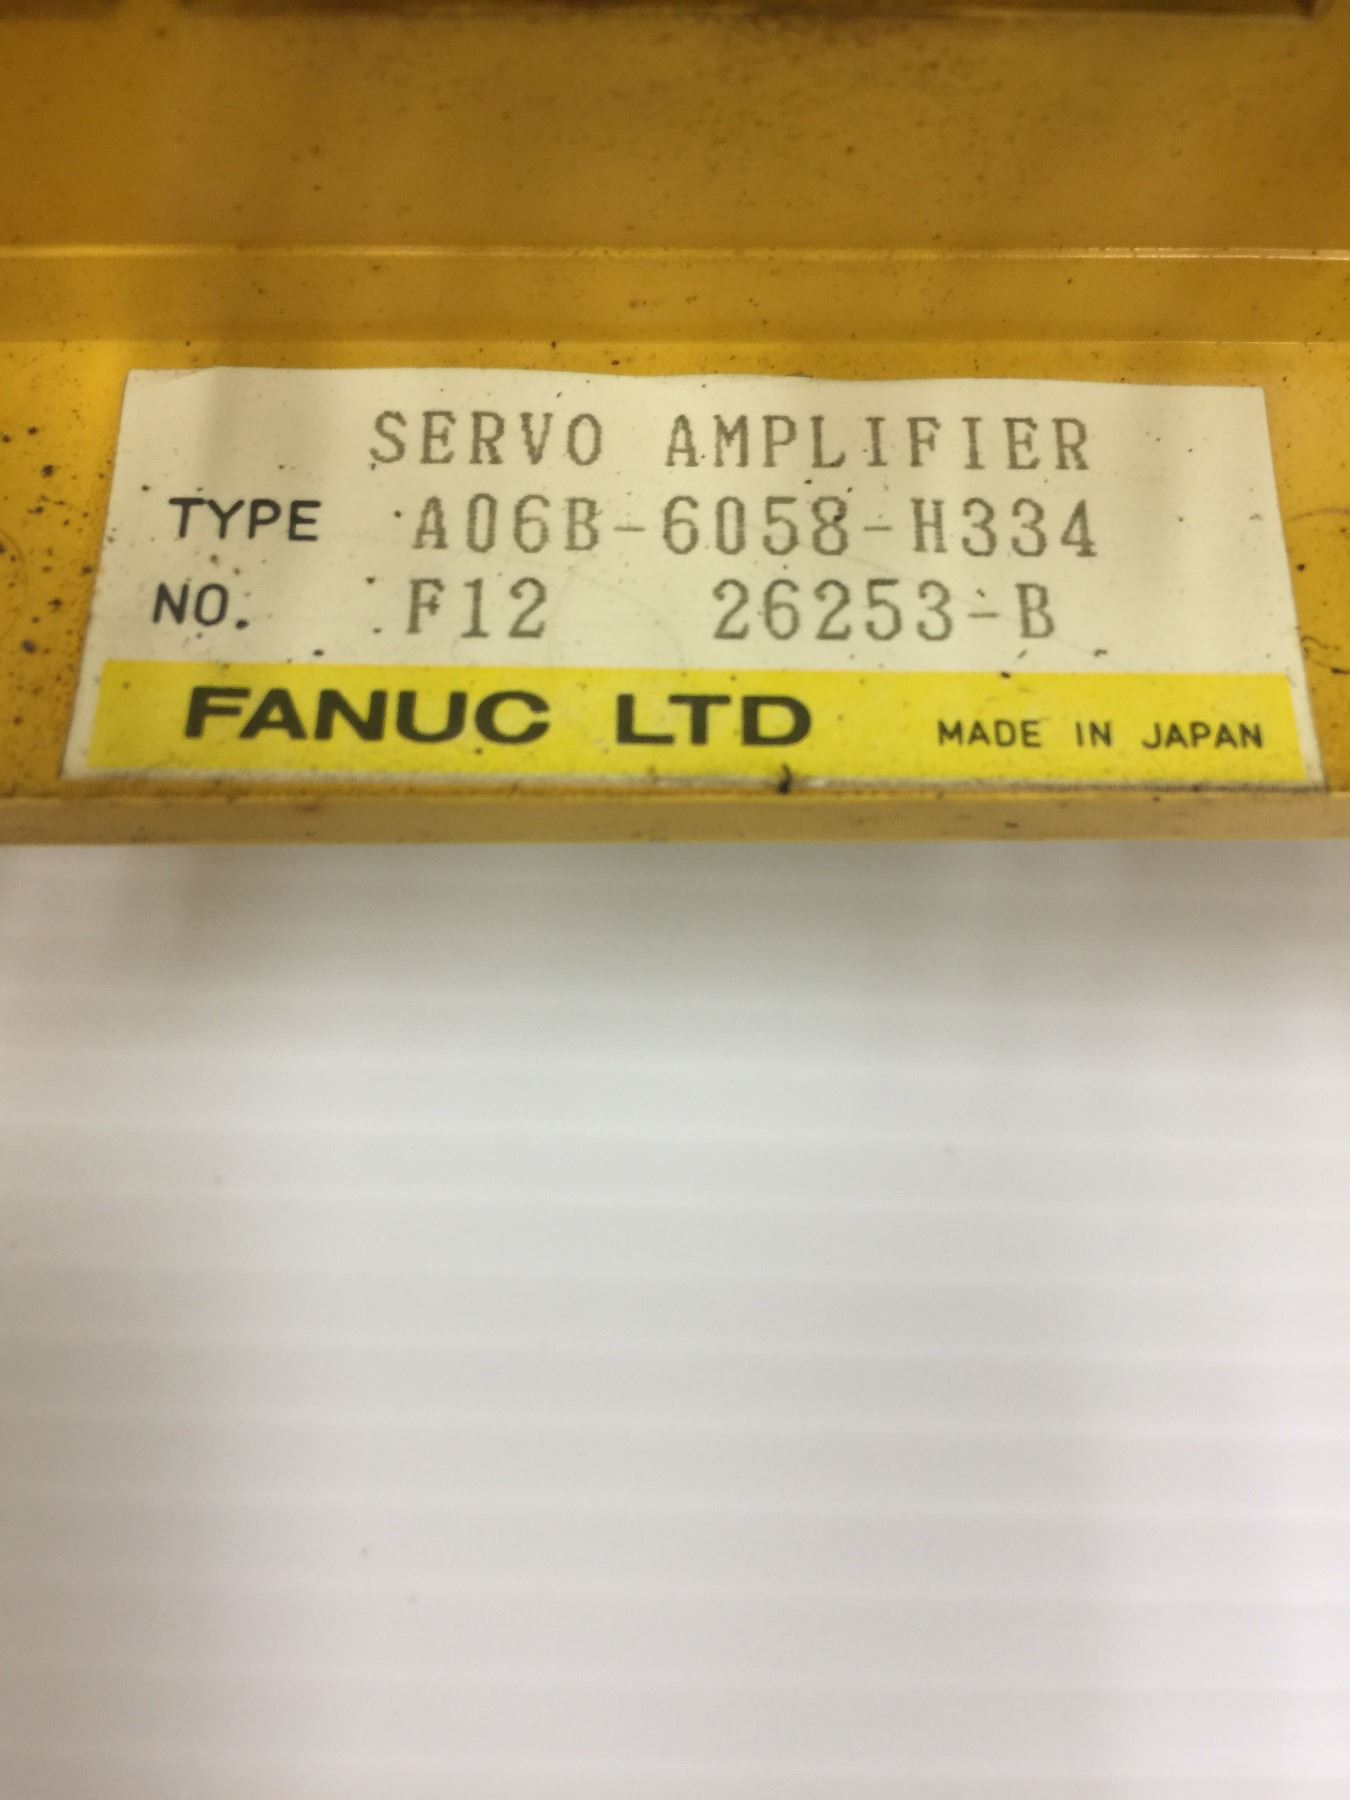 SERVO AMPLIFIER
TYPE A06B-6058-H334
NO. F12 26253-B
FANUC LTD MADE IN JAPAN